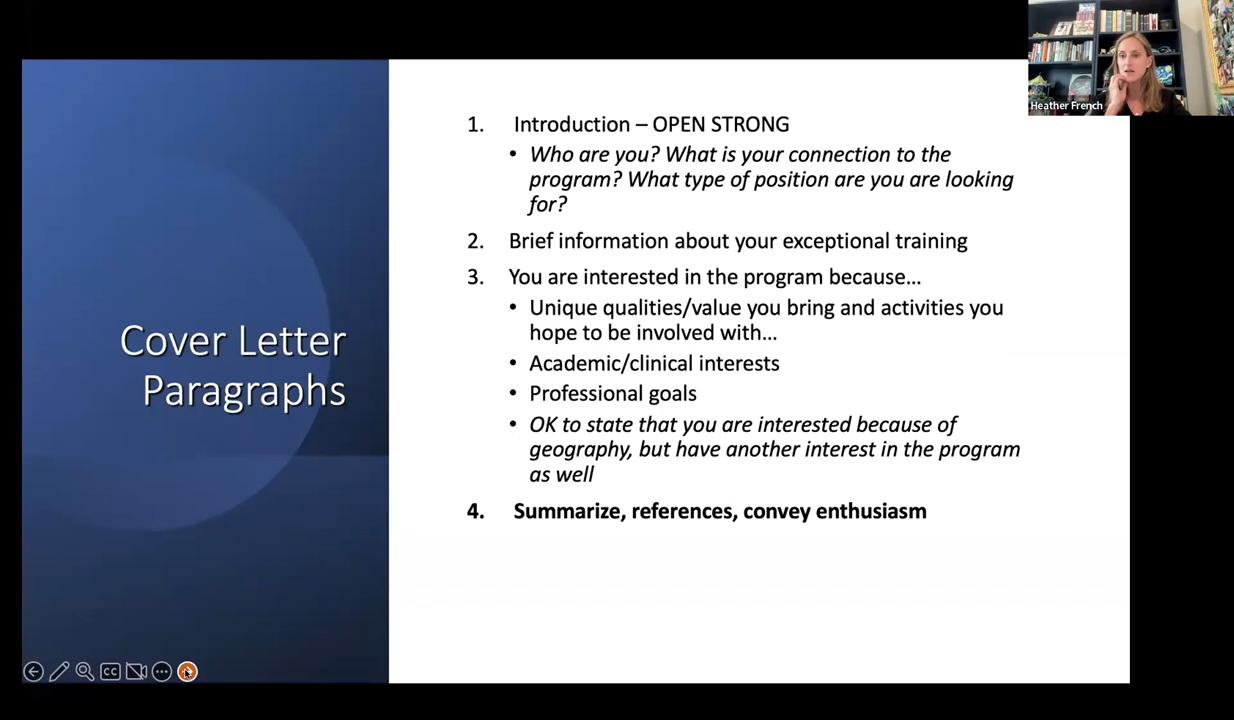 Heather French
Cover Letter
Paragraphs
1. Introduction – OPEN STRONG
• Who are you? What is your connection to the
program? What type of position are you are looking
for?
2. Brief information about your exceptional training
3. You are interested in the program because…
• Unique qualities/value you bring and activities you
hope to be involved with…
• Academic/clinical interests
• Professional goals
• OK to state that you are interested because of
geography, but have another interest in the program
as well
4. Summarize, references, convey enthusiasm
CC